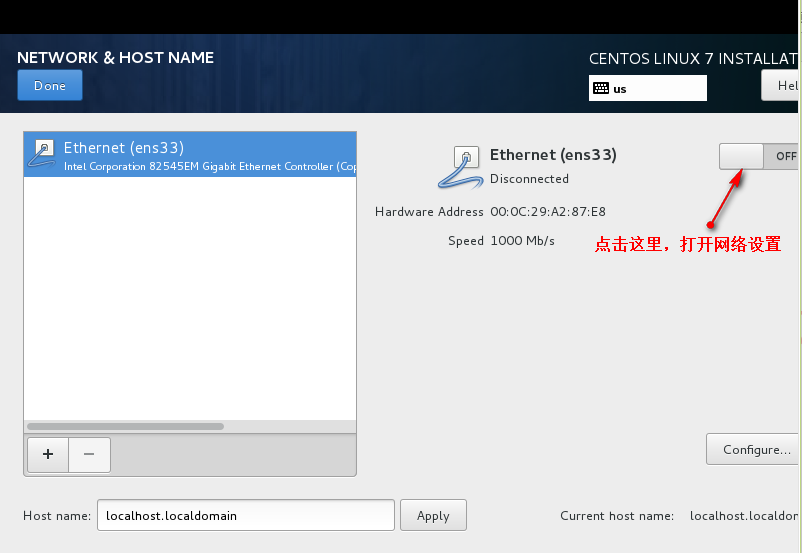 NETWORK & HOST NAME
CENTOS LINUX 7 INSTALLAT
Done
us
Hel
Ethernet (ens33)
Intel Corporation 82545EM Gigabit Ethernet Controller (Cop
Ethernet (ens33)
Disconnected
OFF
Hardware Address 00:0C:29:A2:87:E8
Speed 1000 Mb/s
点击这里，打开网络设置
+ −
Configure...
Host name: localhost.localdomain Apply
Current host name: localhost.localdon